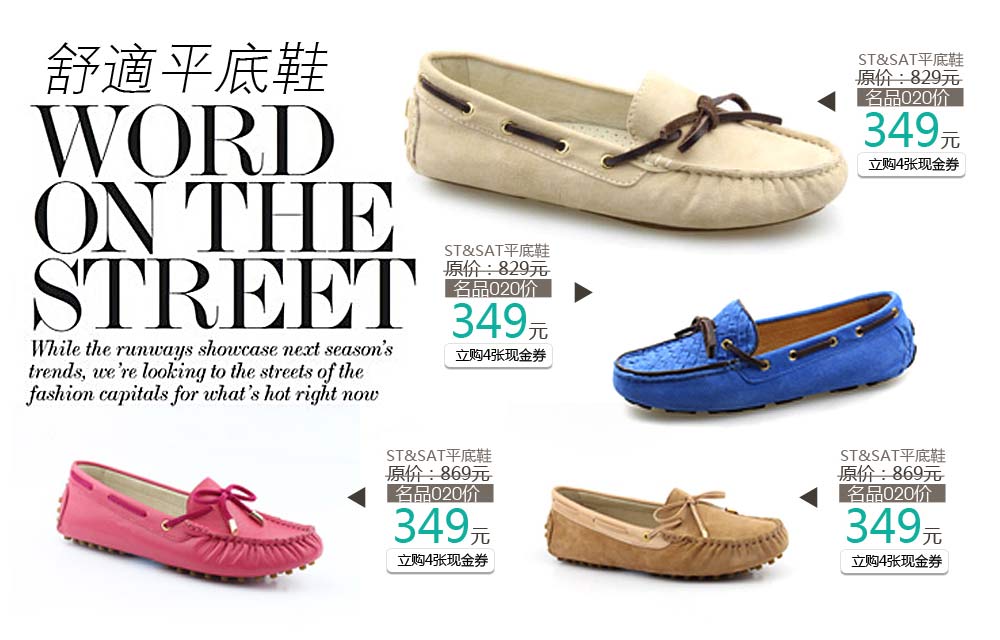 舒適平底鞋
WORD
ON THE
STREET
While the runways showcase next season's
trends, we're looking to the streets of the
fashion capitals for what's hot right now
ST&SAT平底鞋
原价：829元
名品020价
349元
立购4张现金券
ST&SAT平底鞋
原价：829元
名品020价
349元
立购4张现金券
ST&SAT平底鞋
原价：869元
名品020价
349元
立购4张现金券
ST&SAT平底鞋
原价：869元
名品020价
349元
立购4张现金券